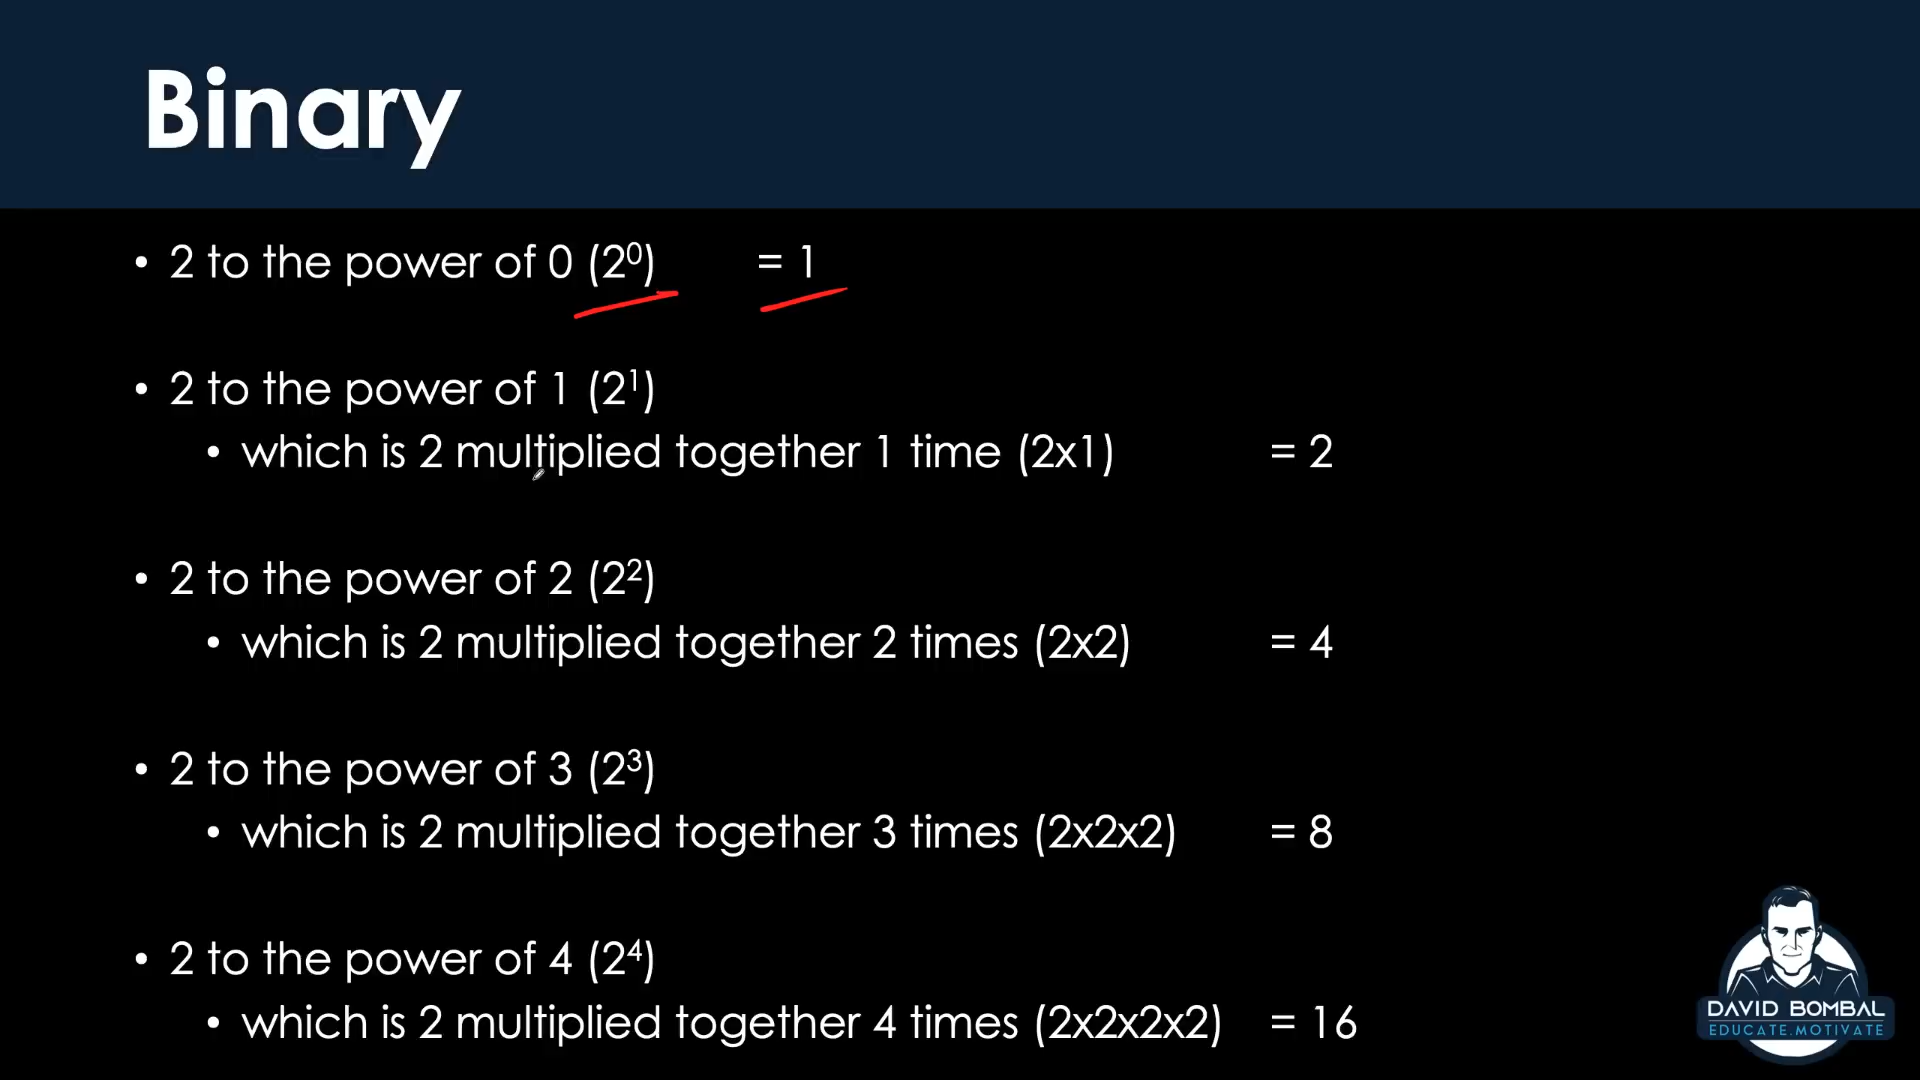 Binary
• 2 to the power of 0 (2⁰) = 1
• 2 to the power of 1 (2¹)
• which is 2 multiplied together 1 time (2x1) = 2
• 2 to the power of 2 (2²)
• which is 2 multiplied together 2 times (2x2) = 4
• 2 to the power of 3 (2³)
• which is 2 multiplied together 3 times (2x2x2) = 8
• 2 to the power of 4 (2⁴)
• which is 2 multiplied together 4 times (2x2x2x2) = 16
DAVID BOMBAL
EDUCATE.MOTIVATE